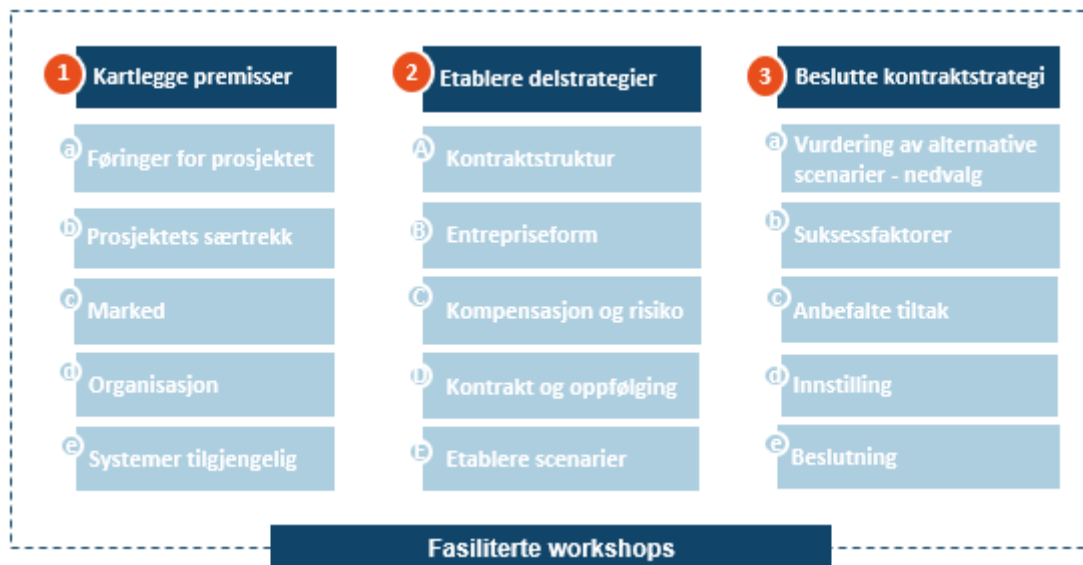 1 Kartlegge premisser
a Føringer for prosjektet
b Prosjektets særtrekk
c Marked
d Organisasjon
e Systemer tilgjengelig
2 Etablere delstrategier
A Kontraktstruktur
B Entrepriseform
C Kompensasjon og risiko
D Kontrakt og oppfølging
E Etablere scenarier
3 Beslutte kontraktstrategi
a Vurdering av alternative
scenarier - nedvalg
b Suksessfaktorer
c Anbefalte tiltak
d Innstilling
e Beslutning
Fasiliterte workshops